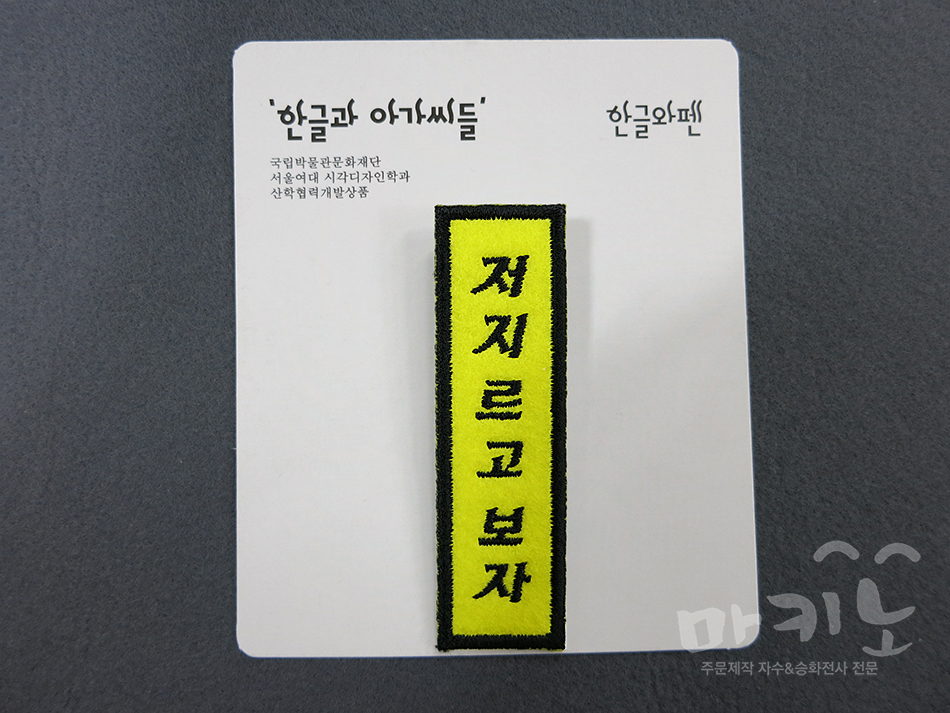 '한글과 아가씨들'
한글와펜
국립박물관문화재단
서울여대 시각디자인학과
산학협력개발상품
저지르고 보자
마키노
주문제작 자수&승화전사 전문